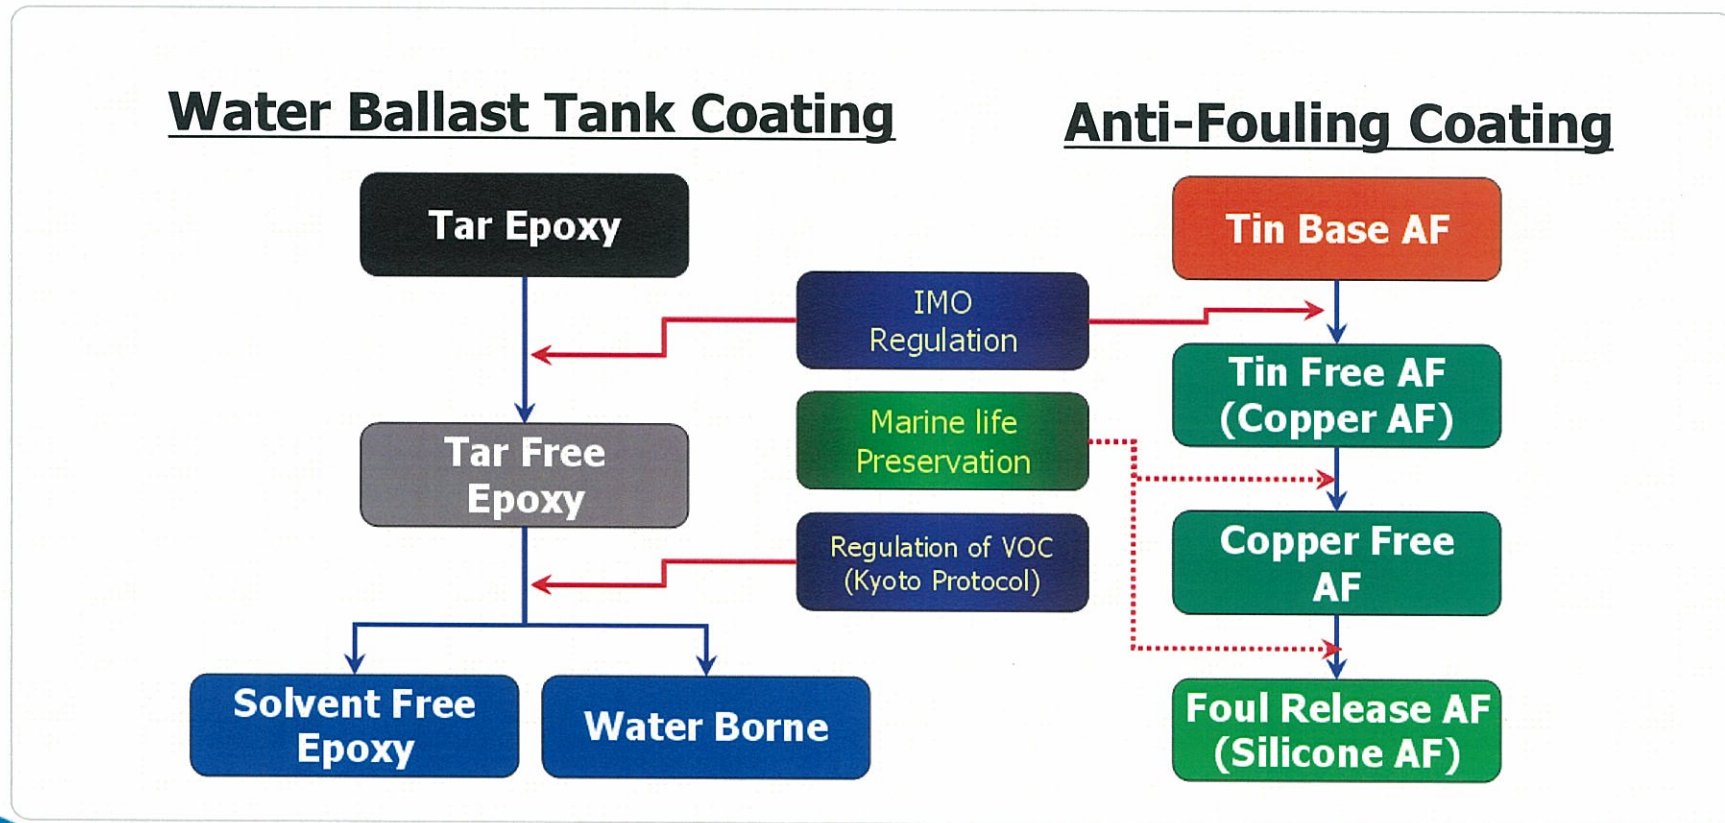 Water Ballast Tank Coating
Tar Epoxy
Tar Free
Epoxy
Solvent Free
Epoxy
Water Borne
IMO
Regulation
Marine life
Preservation
Regulation of VOC
(Kyoto Protocol)
Anti-Fouling Coating
Tin Base AF
Tin Free AF
(Copper AF)
Copper Free
AF
Foul Release AF
(Silicone AF)